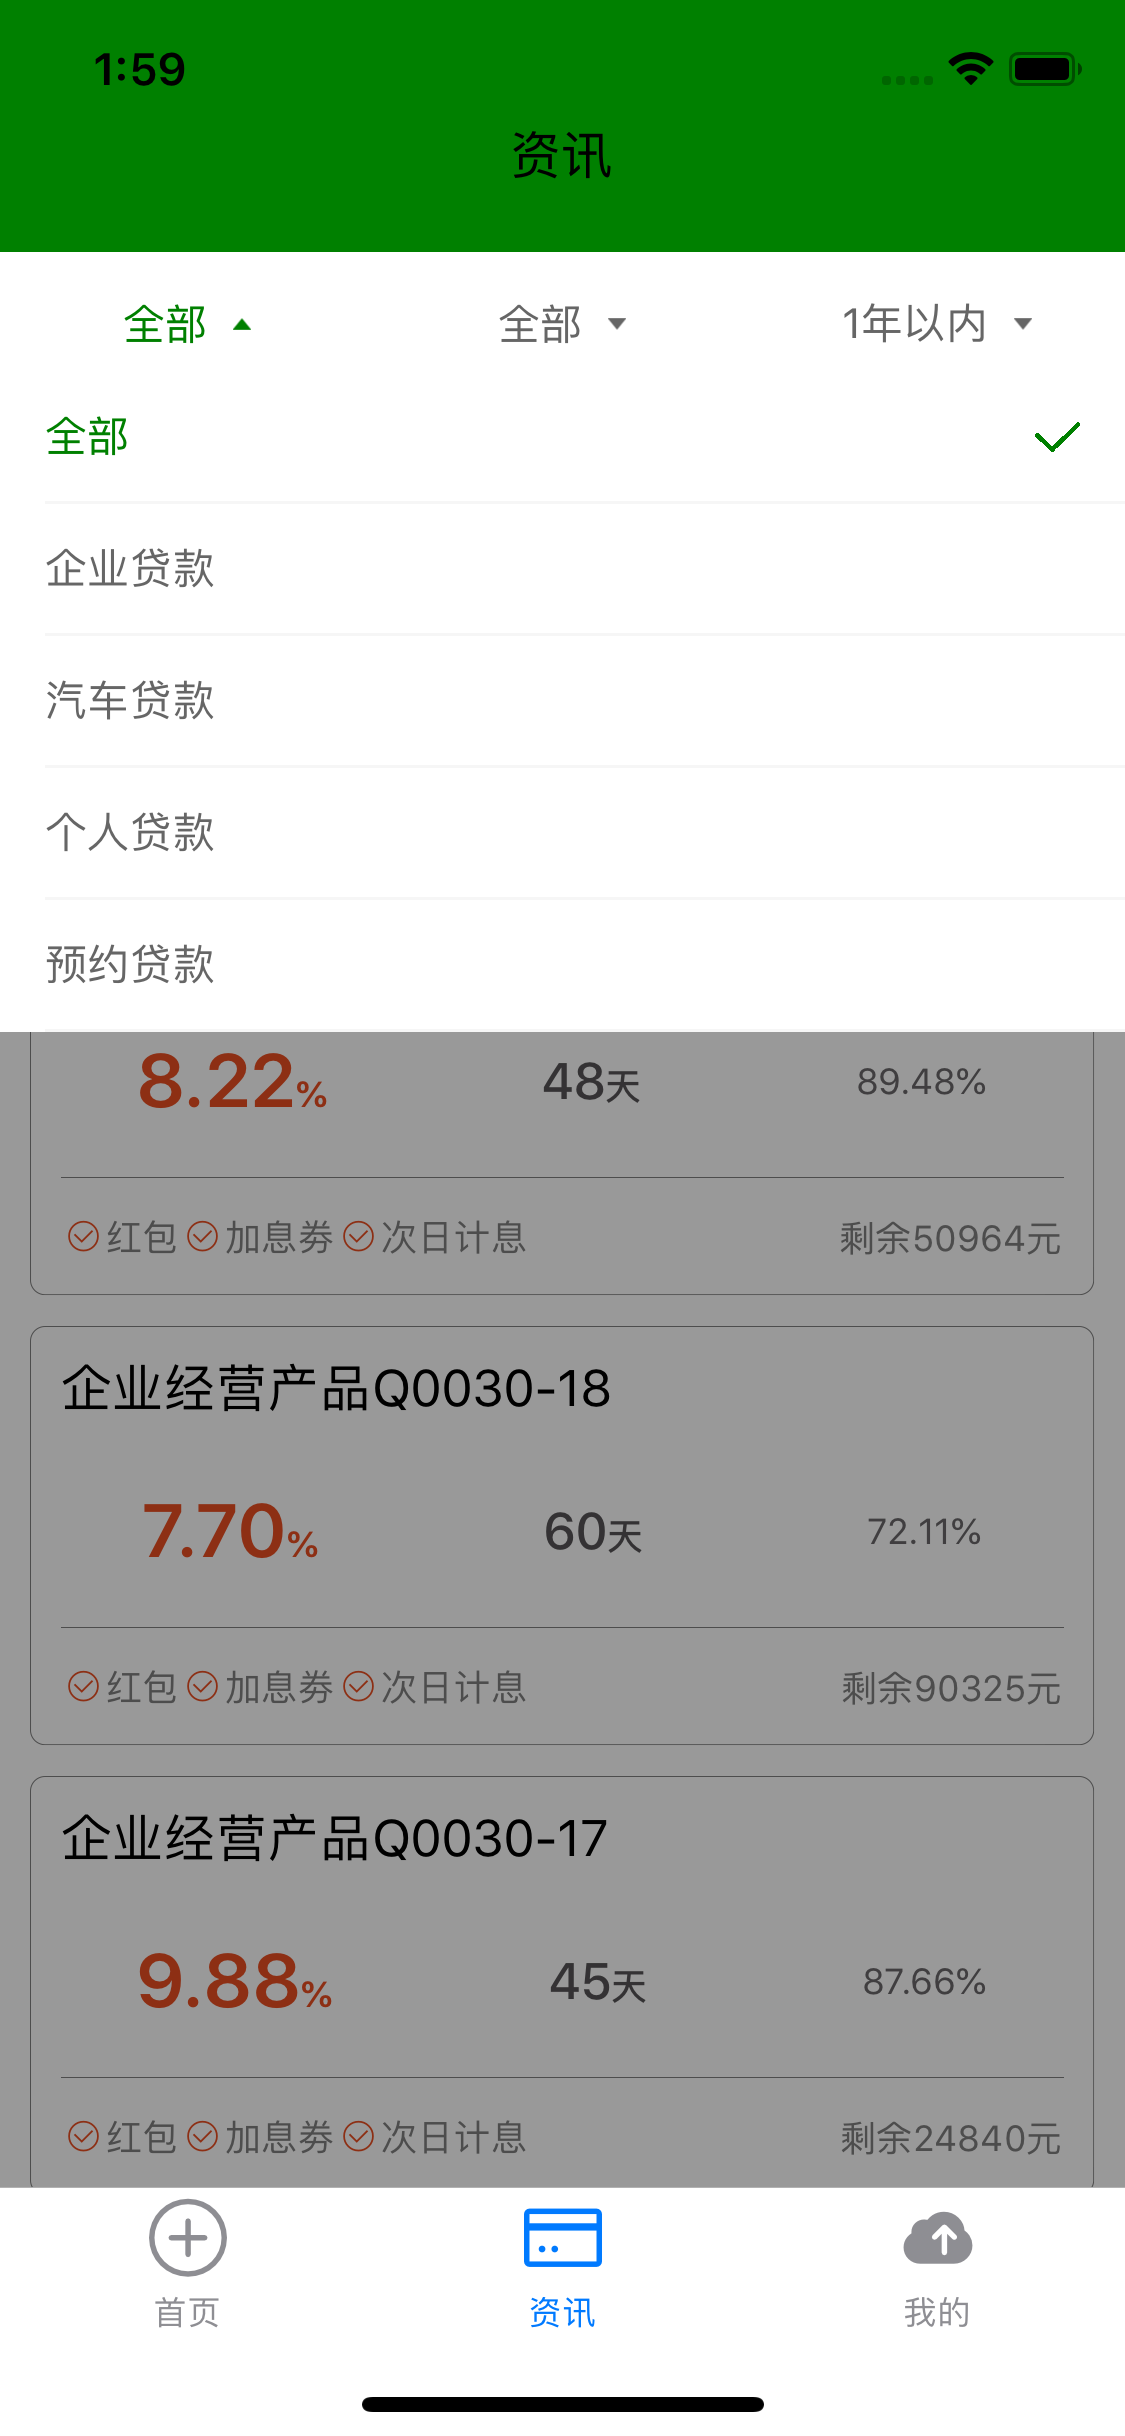 1:59
资讯
全部 全部 1年以内
全部
企业贷款
汽车贷款
个人贷款
预约贷款
8.22% 48天 89.48%
红包 加息券 次日计息 剩余50964元
企业经营产品Q0030-18
7.70% 60天 72.11%
红包 加息券 次日计息 剩余90325元
企业经营产品Q0030-17
9.88% 45天 87.66%
红包 加息券 次日计息 剩余24840元
首页 资讯 我的